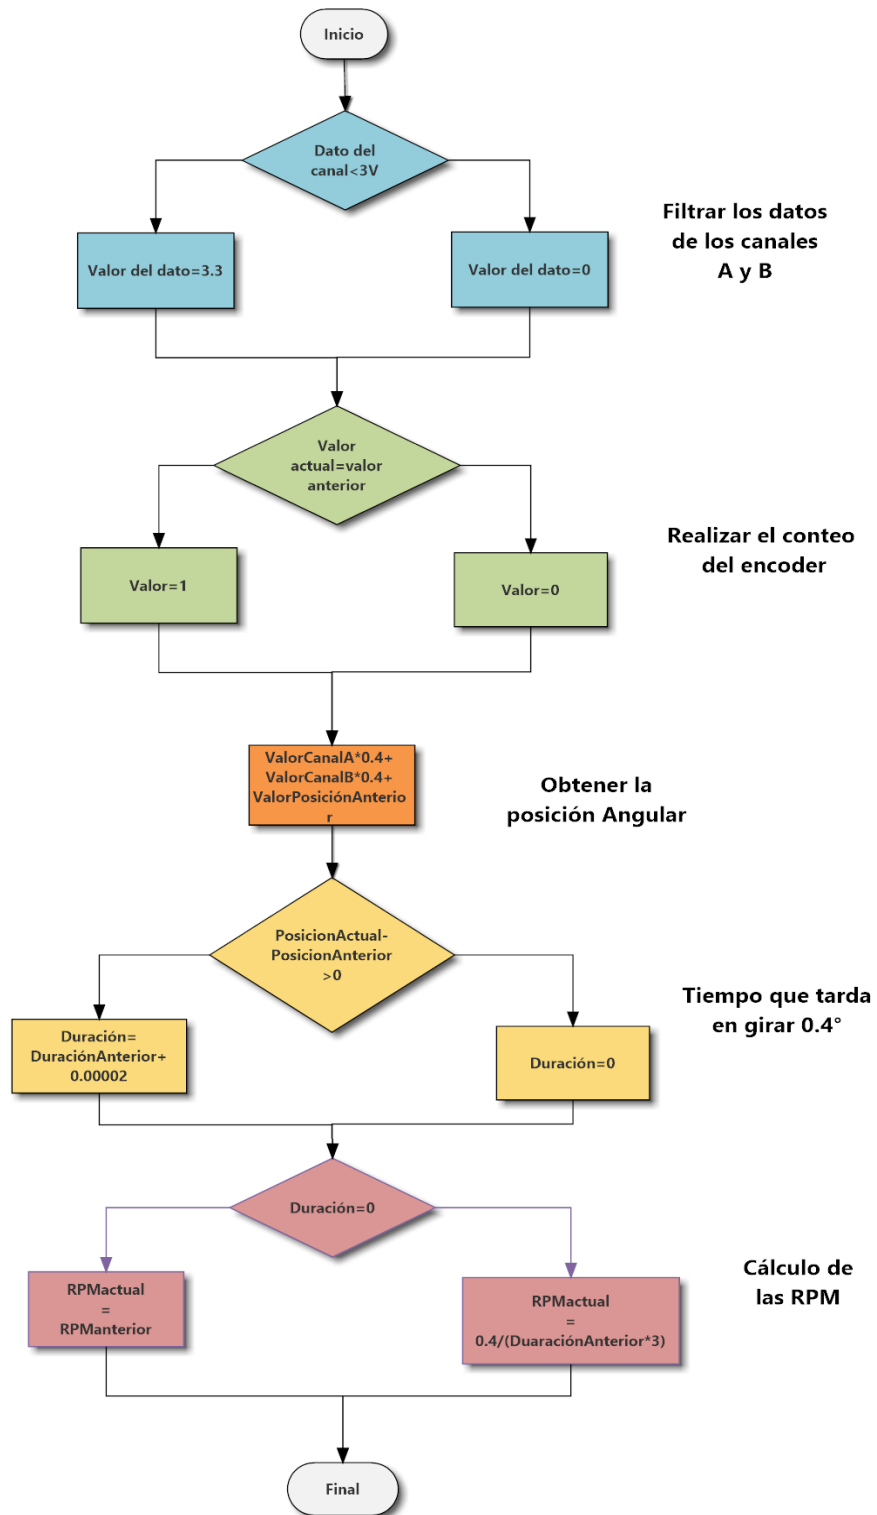 Inicio
Dato del
canal<3V
Filtrar los datos
de los canales
A y B
Valor del dato=3.3
Valor del dato=0
Valor
actual=valor
anterior
Realizar el conteo
del encoder
Valor=1
Valor=0
ValorCanalA*0.4+
ValorCanalB*0.4+
ValorPosiciónAnterio
r
Obtener la
posición Angular
PosicionActual-
PosicionAnterior
>0
Tiempo que tarda
en girar 0.4°
Duración=
DuraciónAnterior+
0.00002
Duración=0
Duración=0
Cálculo de
las RPM
RPMactual
=
RPManterior
RPMactual
=
0.4/(DuaraciónAnterior*3)
Final